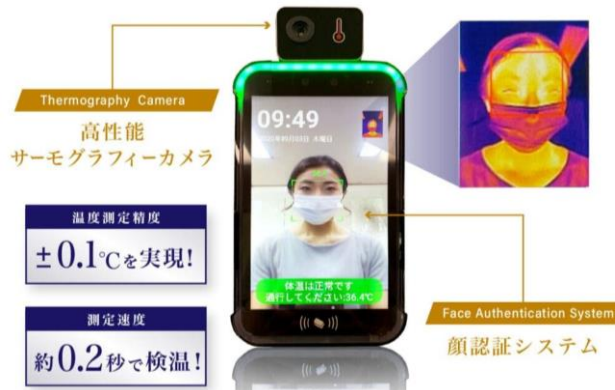 Thermography Camera
高性能
サーモグラフィーカメラ
温度測定精度
±0.1℃を実現!
測定速度
約0.2秒で検温!
09:49
木曜日
体温は正常です
通行してください:36.4℃
Face Authentication System
顔認証システム